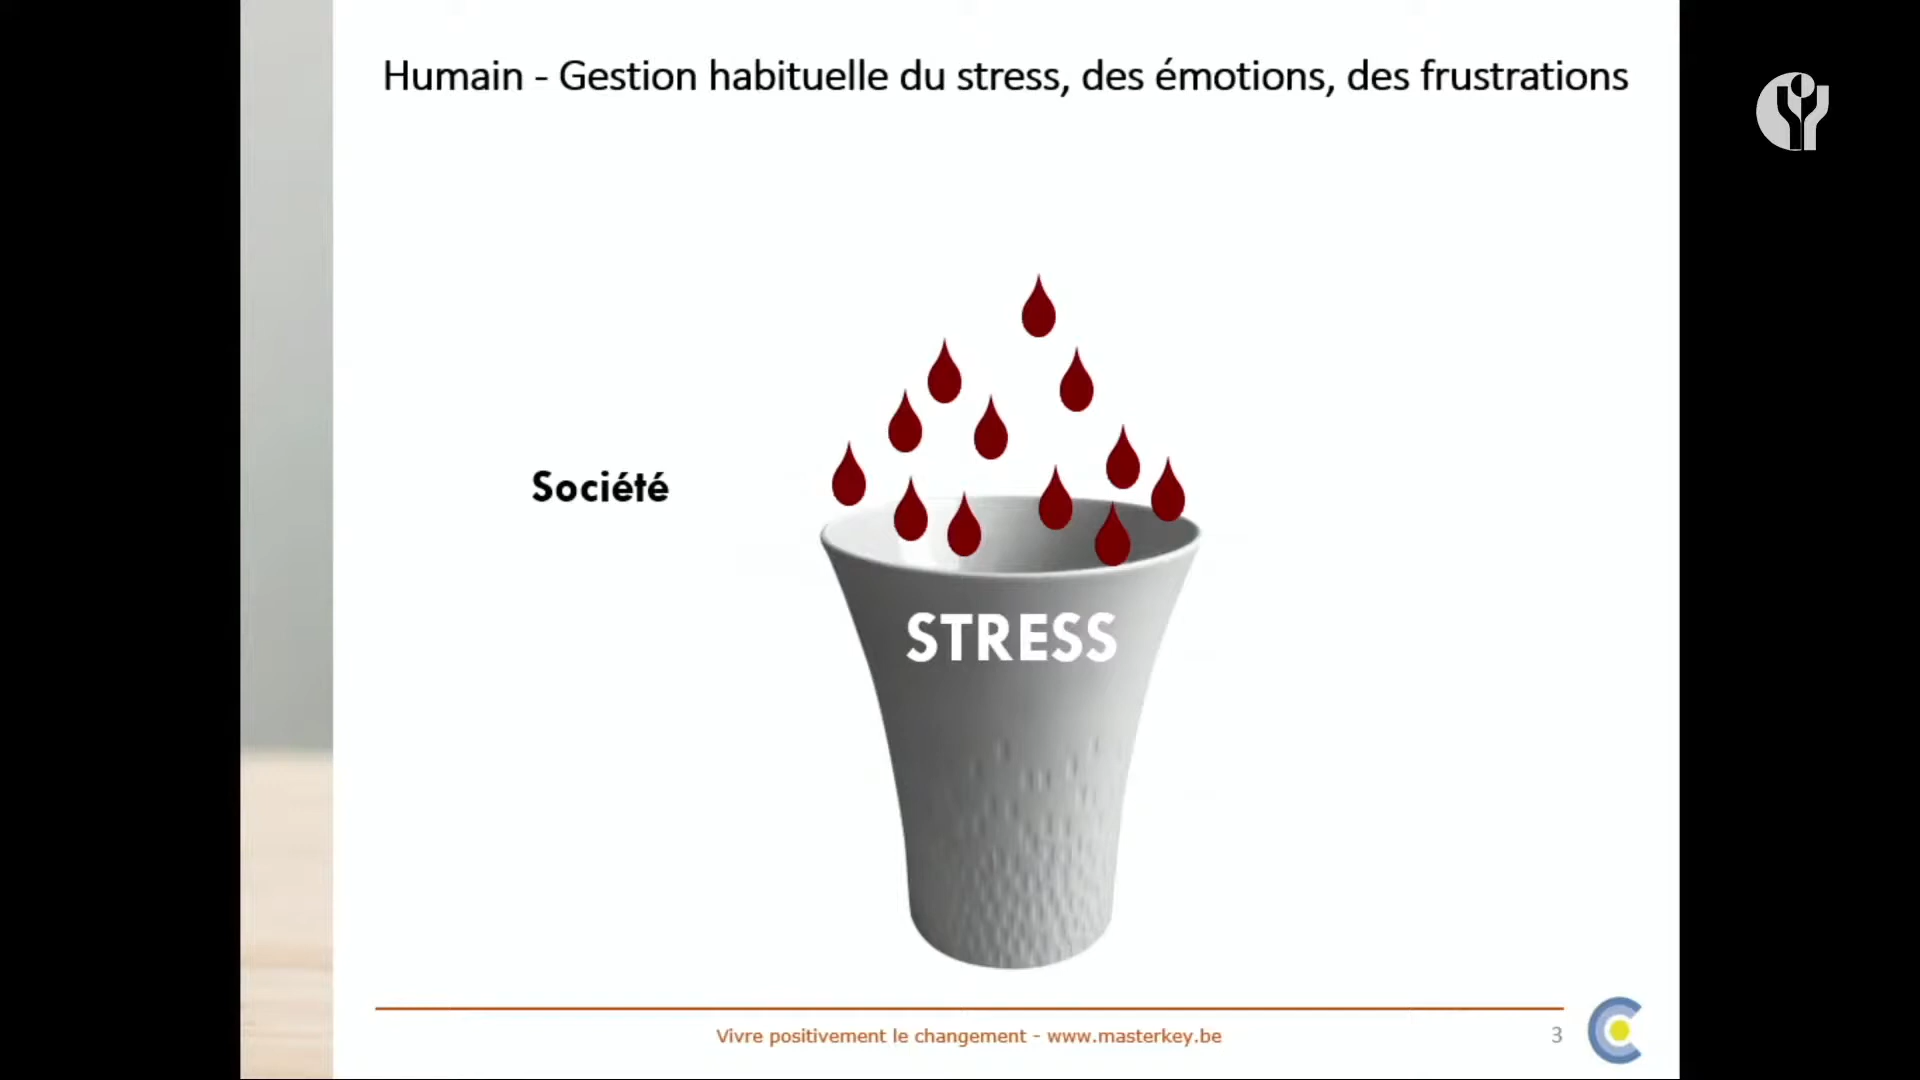 Humain - Gestion habituelle du stress, des émotions, des frustrations
Société
STRESS
Vivre positivement le changement - www.masterkey.be
3